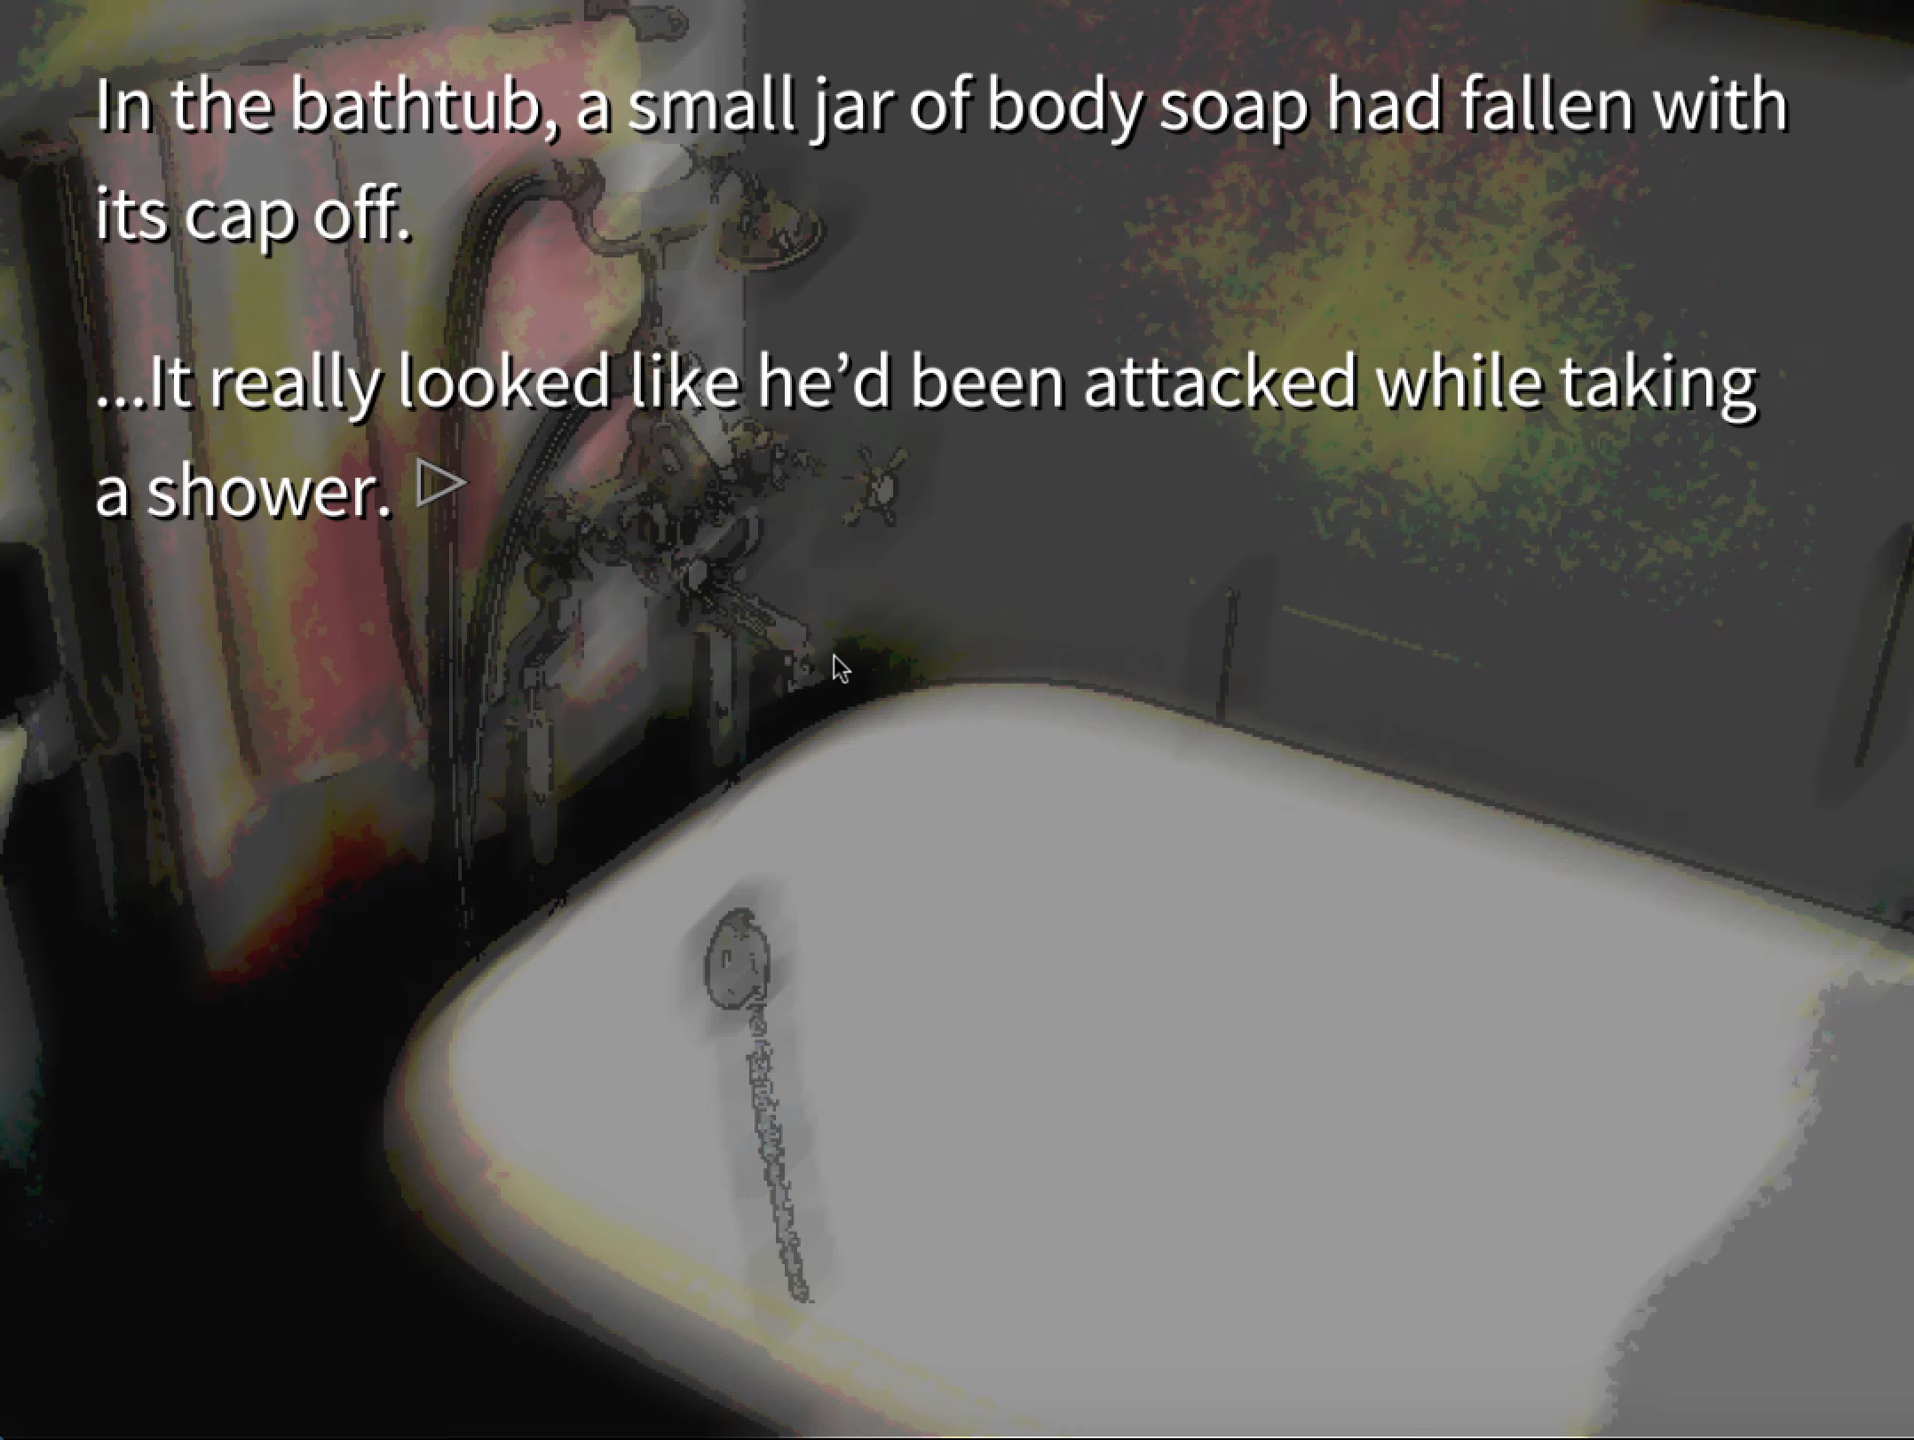 In the bathtub, a small jar of body soap had fallen with
its cap off.
...It really looked like he’d been attacked while taking
a shower.